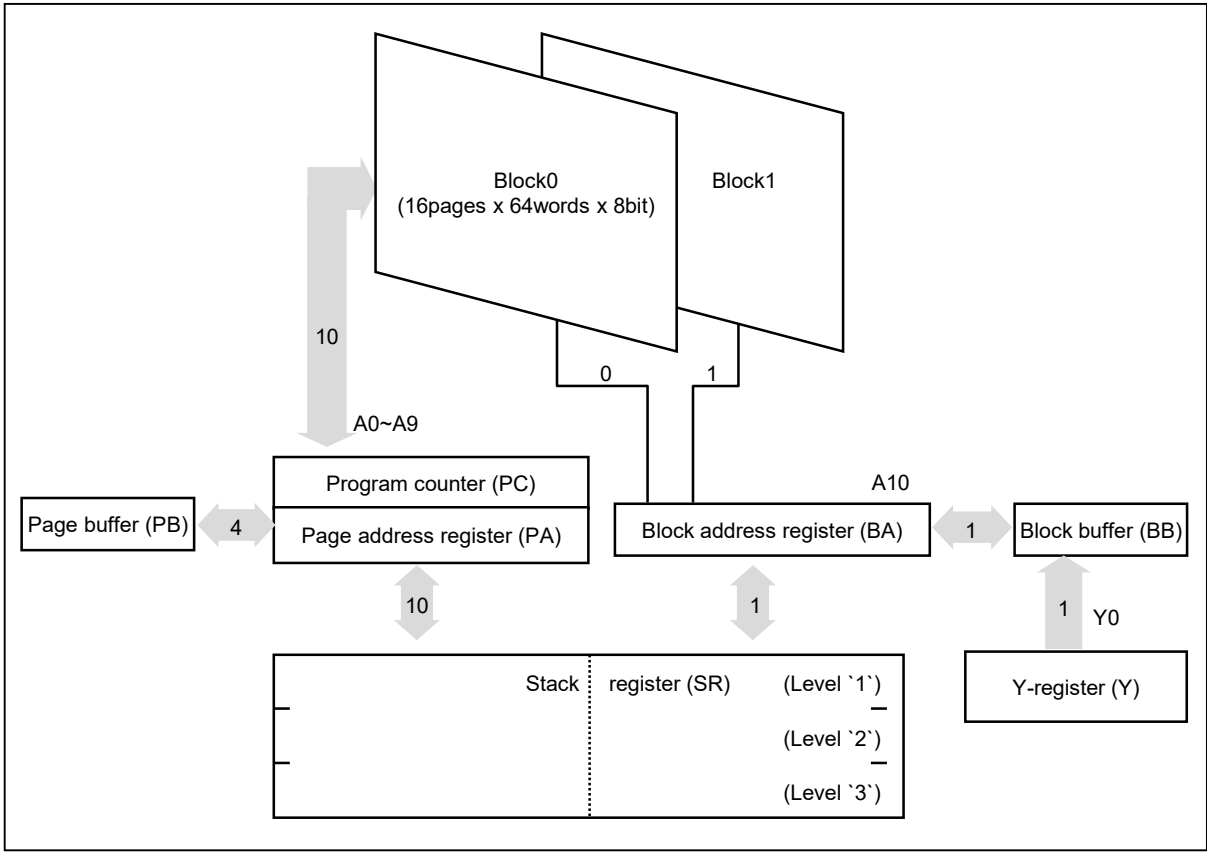 Block0
(16pages x 64words x 8bit)
Block1
10
0
1
A0~A9
Program counter (PC)
A10
Page buffer (PB)
4
Page address register (PA)
Block address register (BA)
1
Block buffer (BB)
10
1
1
Y0
Stack register (SR) (Level `1`)
Y-register (Y)
(Level `2`)
(Level `3`)